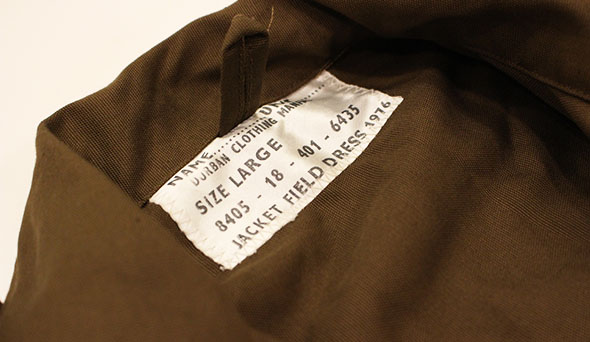 NAME..........
DURBAN CLOTHING MANU
SIZE LARGE
8405 - 18 - 401 - 6435
JACKET FIELD DRESS 1976